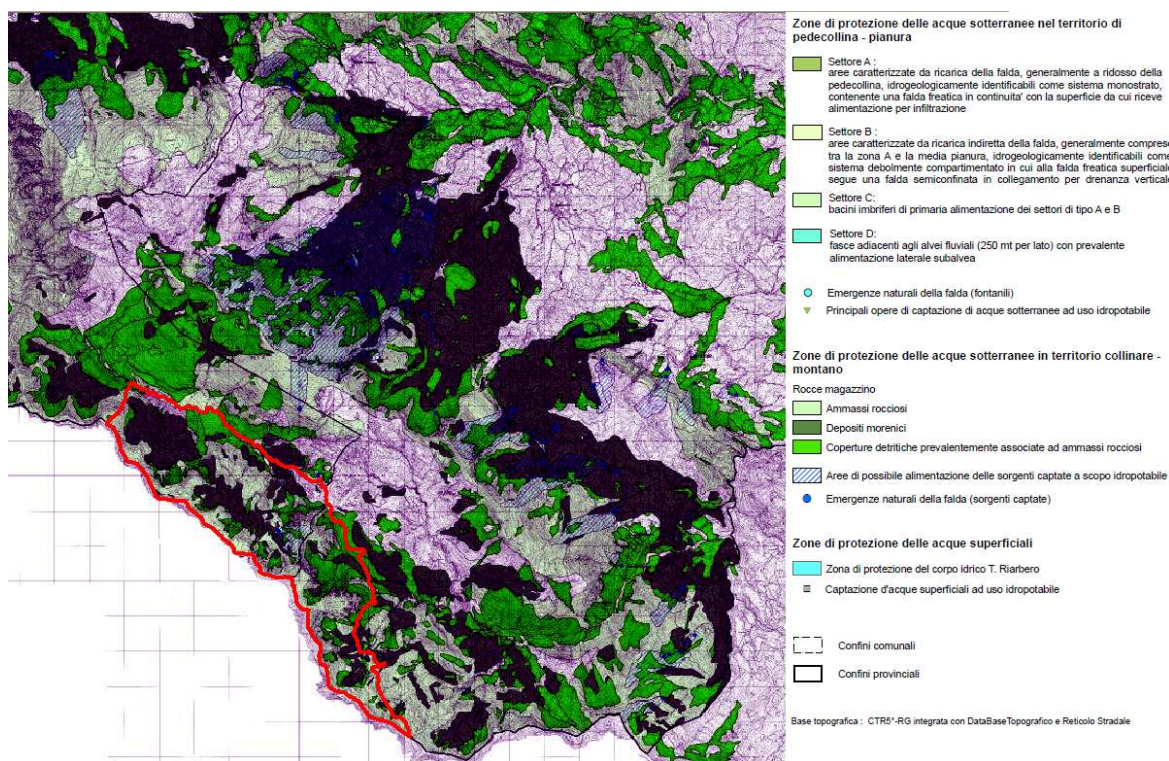 Zone di protezione delle acque sotterranee nel territorio di
pedecollina - pianura
Settore A :
aree caratterizzate da ricarica della falda, generalmente a ridosso della
pedecollina, idrogeologicamente identificabili come sistema monostrato,
contenente una falda freatica in continuita' con la superficie da cui riceve
alimentazione per infiltrazione
Settore B :
aree caratterizzate da ricarica indiretta della falda, generalmente comprese
tra la zona A e la media pianura, idrogeologicamente identificabili come
sistema debolmente compartimentato in cui alla falda freatica superficiale
segue una falda semiconfinata in collegamento per drenanza verticale
Settore C:
bacini imbriferi di primaria alimentazione dei settori di tipo A e B
Settore D:
fasce adiacenti agli alvei fluviali (250 mt per lato) con prevalente
alimentazione laterale subalvea
Emergenze naturali della falda (fontanili)
Principali opere di captazione di acque sotterranee ad uso idropotabile
Zone di protezione delle acque sotterranee in territorio collinare -
montano
Rocce magazzino
Ammassi rocciosi
Depositi morenici
Coperture detritiche prevalentemente associate ad ammassi rocciosi
Aree di possibile alimentazione delle sorgenti captate a scopo idropotabile
Emergenze naturali della falda (sorgenti captate)
Zone di protezione delle acque superficiali
Zona di protezione del corpo idrico T. Riarbero
Captazione d'acque superficiali ad uso idropotabile
Confini comunali
Confini provinciali
Base topografica : CTR5*-RG integrata con DataBaseTopografico e Reticolo Stradale